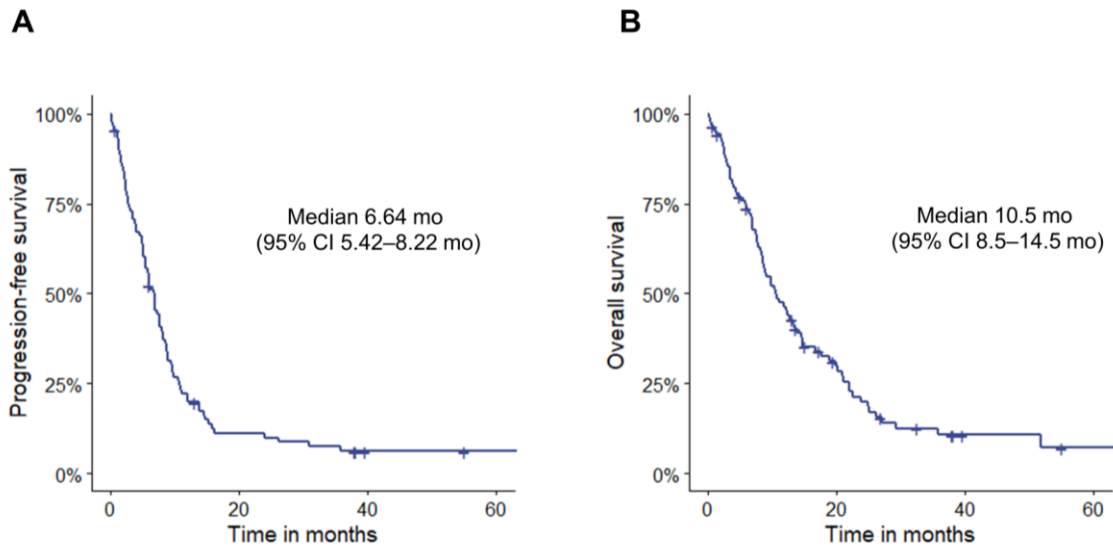 A
Progression-free survival
100%
75%
50%
25%
0%
Median 6.64 mo
(95% CI 5.42–8.22 mo)
0 20 40 60
Time in months
B
Overall survival
100%
75%
50%
25%
0%
Median 10.5 mo
(95% CI 8.5–14.5 mo)
0 20 40 60
Time in months